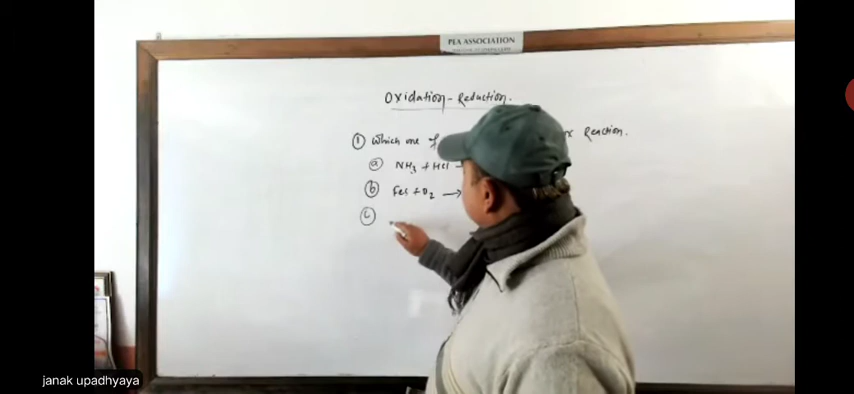 PEA ASSOCIATION
Oxidation-Reduction.
① Which one of Reaction.
ⓐ NH₃ + HCl →
ⓑ FeS + O₂ →
ⓒ
janak upadhyaya